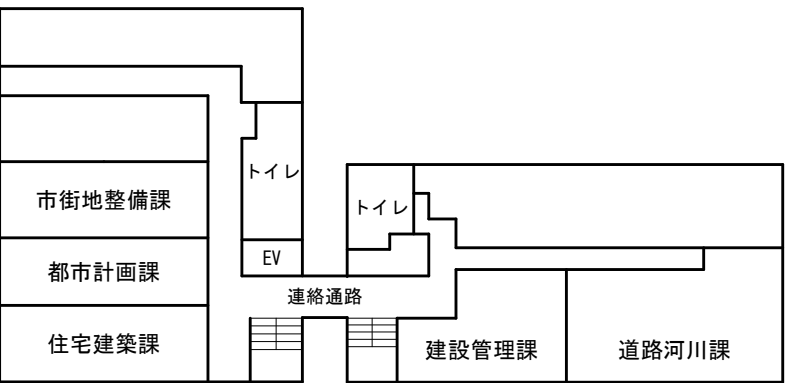 トイレ
市街地整備課
トイレ
都市計画課
EV
連絡通路
住宅建築課
建設管理課
道路河川課